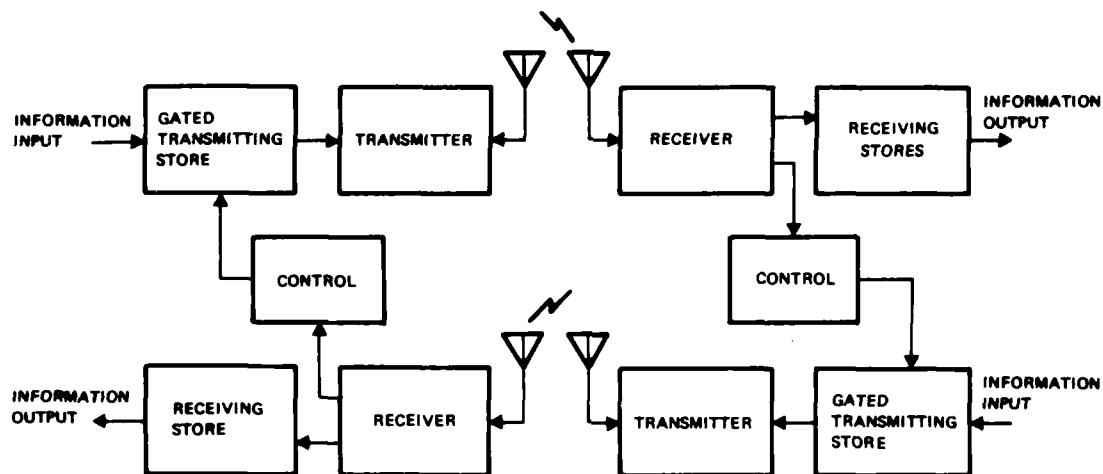 INFORMATION
INPUT
GATED
TRANSMITTING
STORE
TRANSMITTER
RECEIVER
RECEIVING
STORES
INFORMATION
OUTPUT
CONTROL
CONTROL
INFORMATION
OUTPUT
RECEIVING
STORE
RECEIVER
TRANSMITTER
GATED
TRANSMITTING
STORE
INFORMATION
INPUT